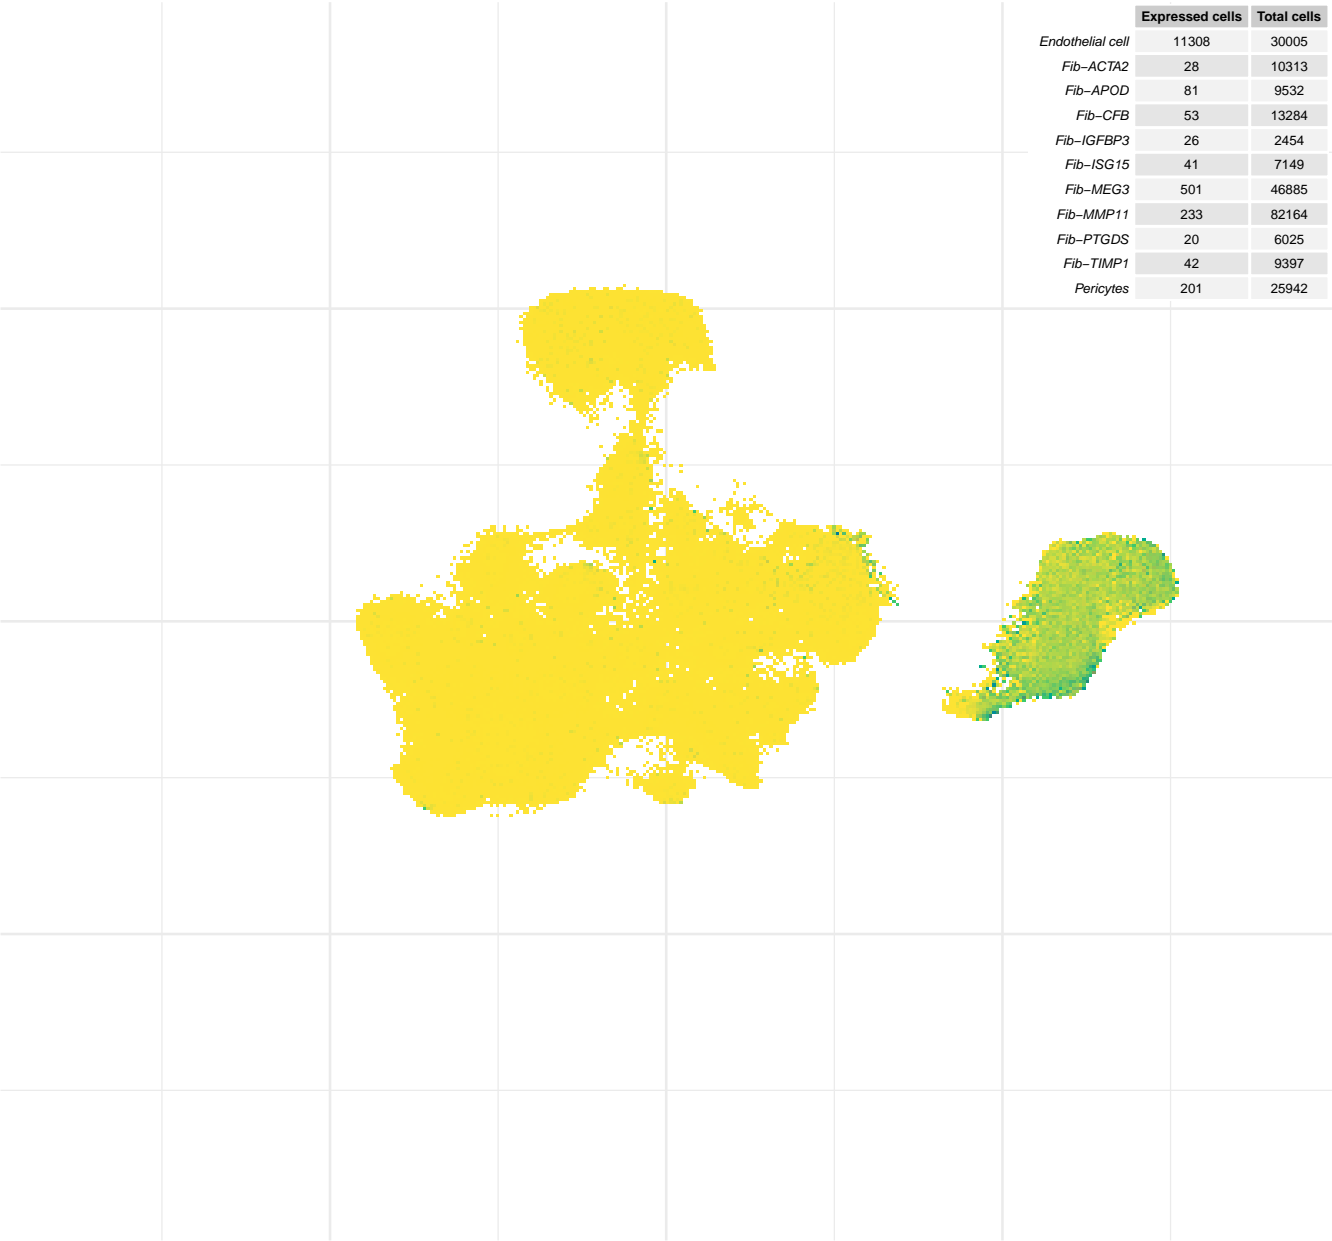 Expressed cells Total cells
Endothelial cell 11308 30005
Fib−ACTA2 28 10313
Fib−APOD 81 9532
Fib−CFB 53 13284
Fib−IGFBP3 26 2454
Fib−ISG15 41 7149
Fib−MEG3 501 46885
Fib−MMP11 233 82164
Fib−PTGDS 20 6025
Fib−TIMP1 42 9397
Pericytes 201 25942